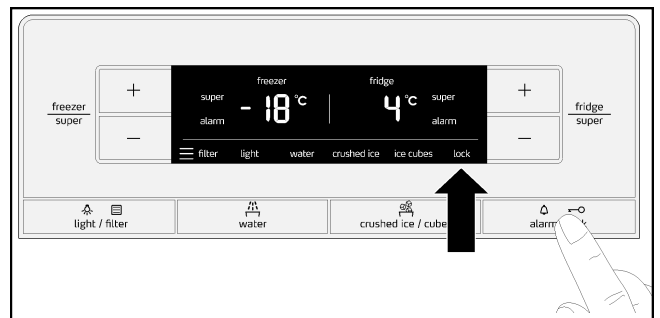 freezer fridge
+ super - 18 °C 4 °C super +
freezer fridge
super alarm alarm super
− −
filter light water crushed ice ice cubes lock
light / filter water crushed ice / cube alarm k